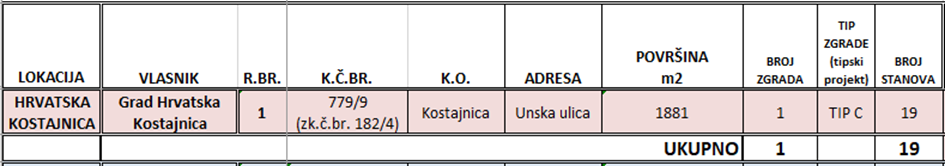 LOKACIJA VLASNIK R.BR. K.Č.BR. K.O. ADRESA POVRŠINA m2 BROJ ZGRADA TIP ZGRADE (tipski projekt) BROJ STANOVA
HRVATSKA KOSTAJNICA Grad Hrvatska Kostajnica 1 779/9 (zk.č.br. 182/4) Kostajnica Unska ulica 1881 1 TIP C 19
UKUPNO 1 19